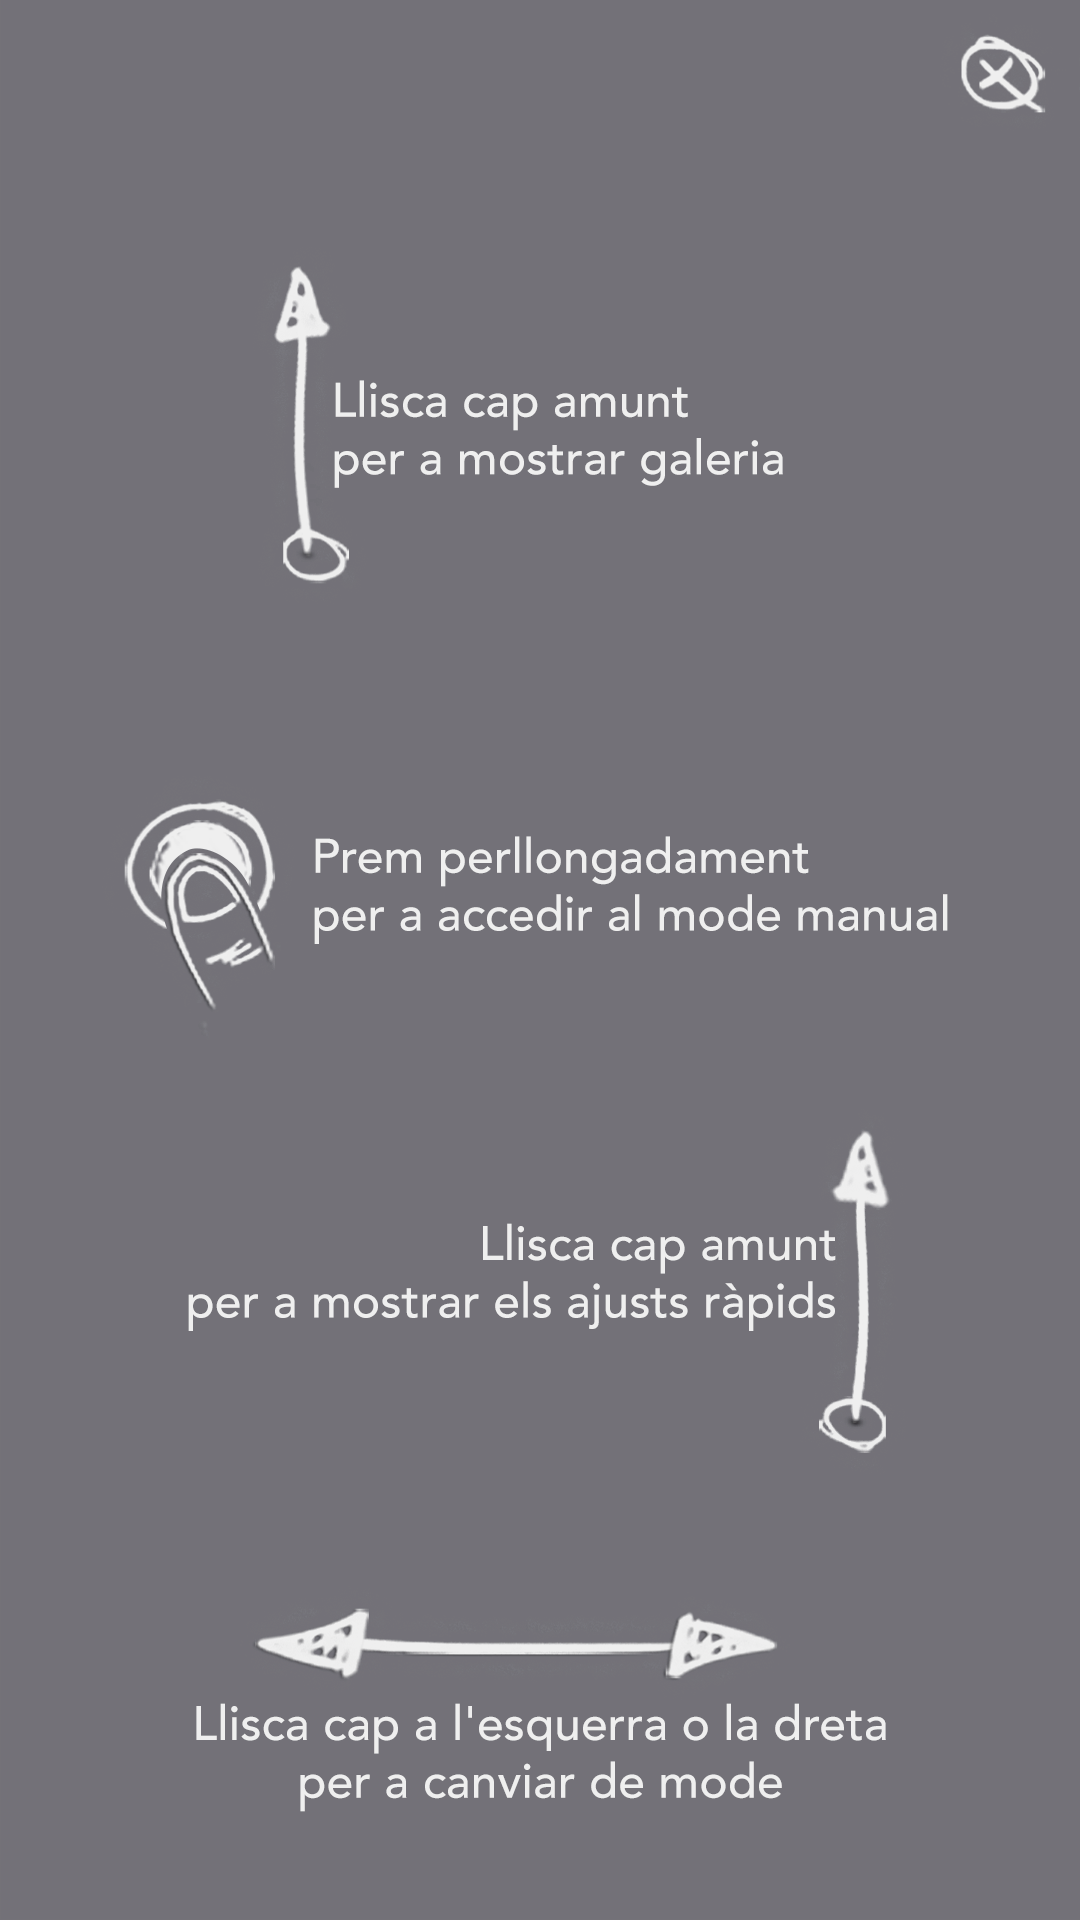 Llisca cap amunt
per a mostrar galeria
Prem perllongadament
per a accedir al mode manual
Llisca cap amunt
per a mostrar els ajusts ràpids
Llisca cap a l'esquerra o la dreta
per a canviar de mode